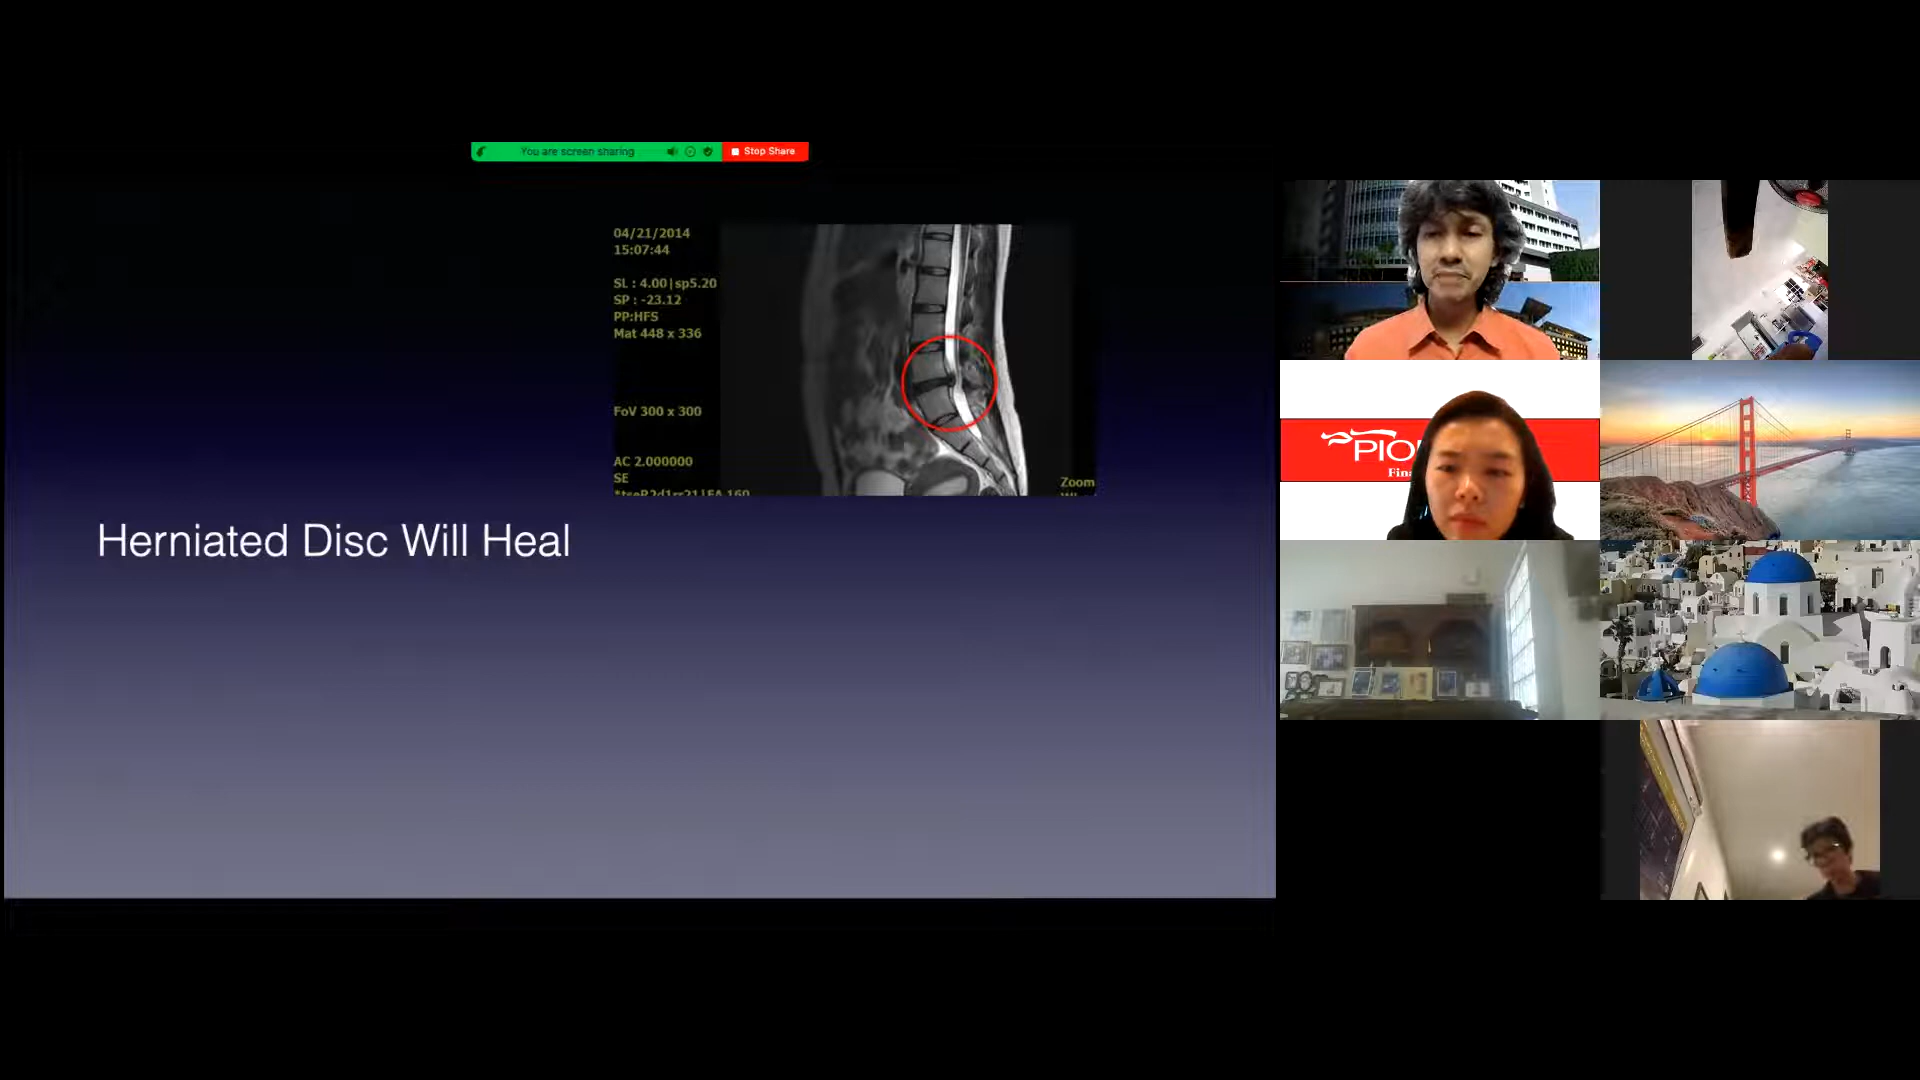 You are screen sharing
Stop Share
04/21/2014
15:07:44
SL : 4.00|sp5.20
SP : -23.12
PP:HFS
Mat 448 x 336
FoV 300 x 300
AC 2.000000
SE
Zoom
Herniated Disc Will Heal
PIO
Fina